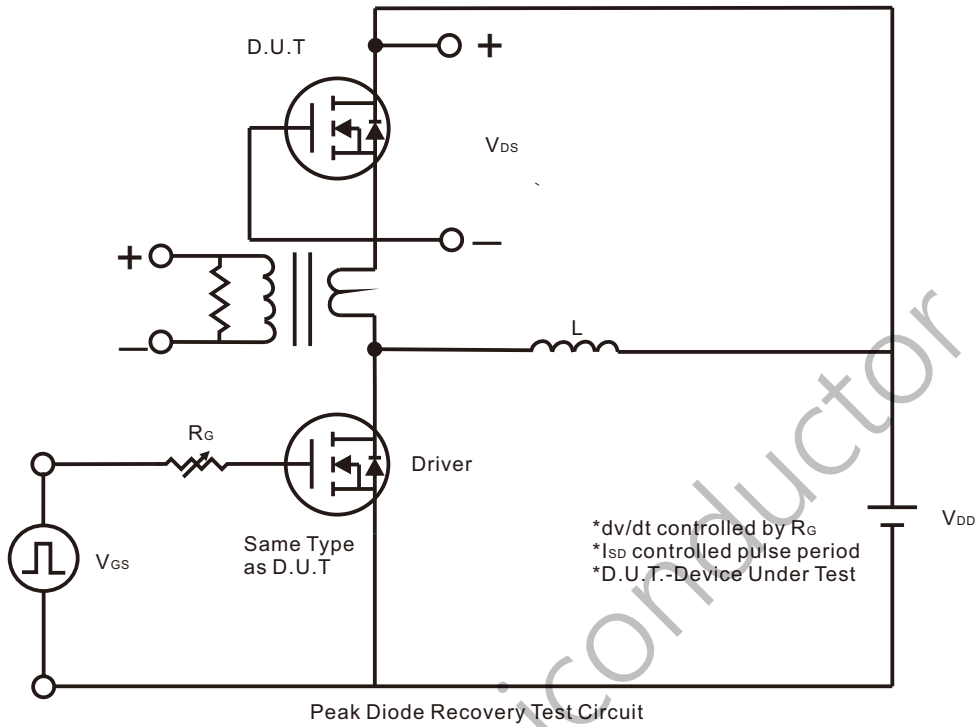 D.U.T
+
VDS
—
+
—
L
RG
Driver
VGS
Same Type
as D.U.T
*dv/dt controlled by RG
*ISD controlled pulse period
*D.U.T.-Device Under Test
VDD
iconductor
Peak Diode Recovery Test Circuit